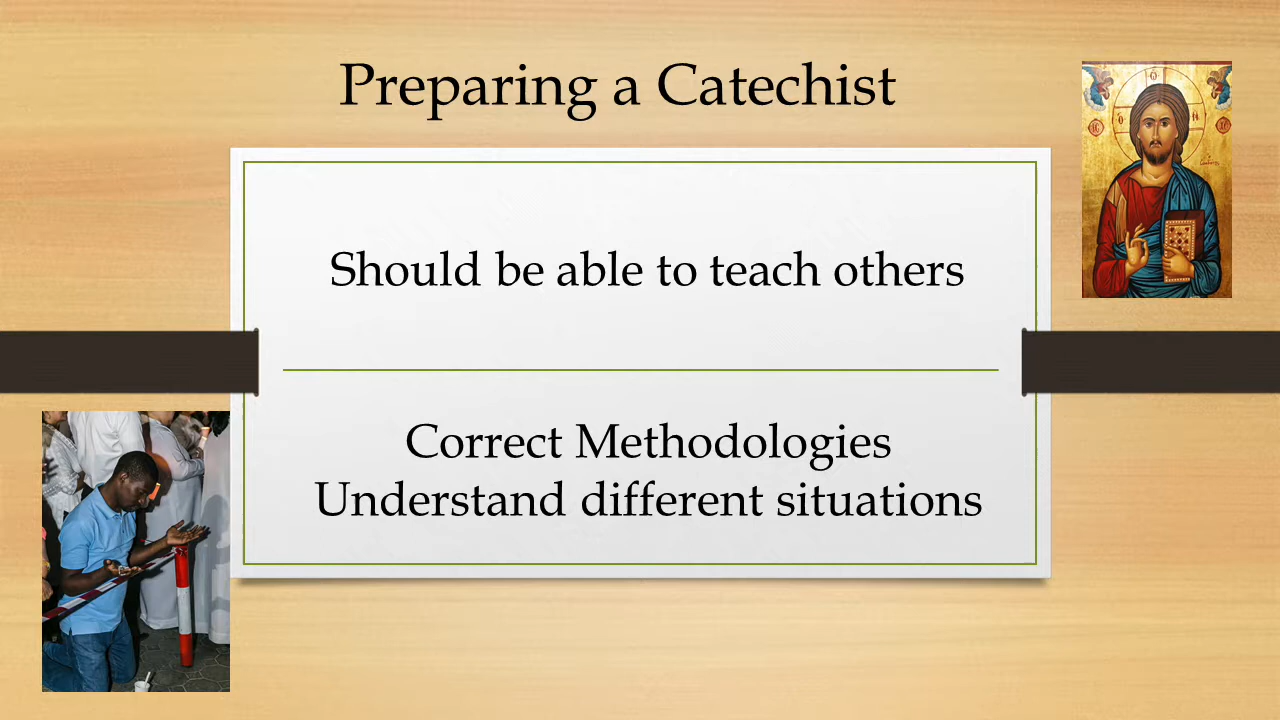 Preparing a Catechist
Should be able to teach others
Correct Methodologies
Understand different situations